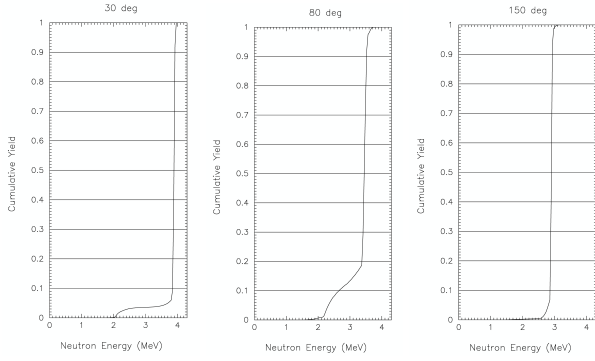 30 deg
80 deg
150 deg
Cumulative Yield
1
0.9
0.8
0.7
0.6
0.5
0.4
0.3
0.2
0.1
0
0 1 2 3 4
Neutron Energy (MeV)
Cumulative Yield
1
0.9
0.8
0.7
0.6
0.5
0.4
0.3
0.2
0.1
0
0 1 2 3 4
Neutron Energy (MeV)
Cumulative Yield
1
0.9
0.8
0.7
0.6
0.5
0.4
0.3
0.2
0.1
0
0 1 2 3 4
Neutron Energy (MeV)